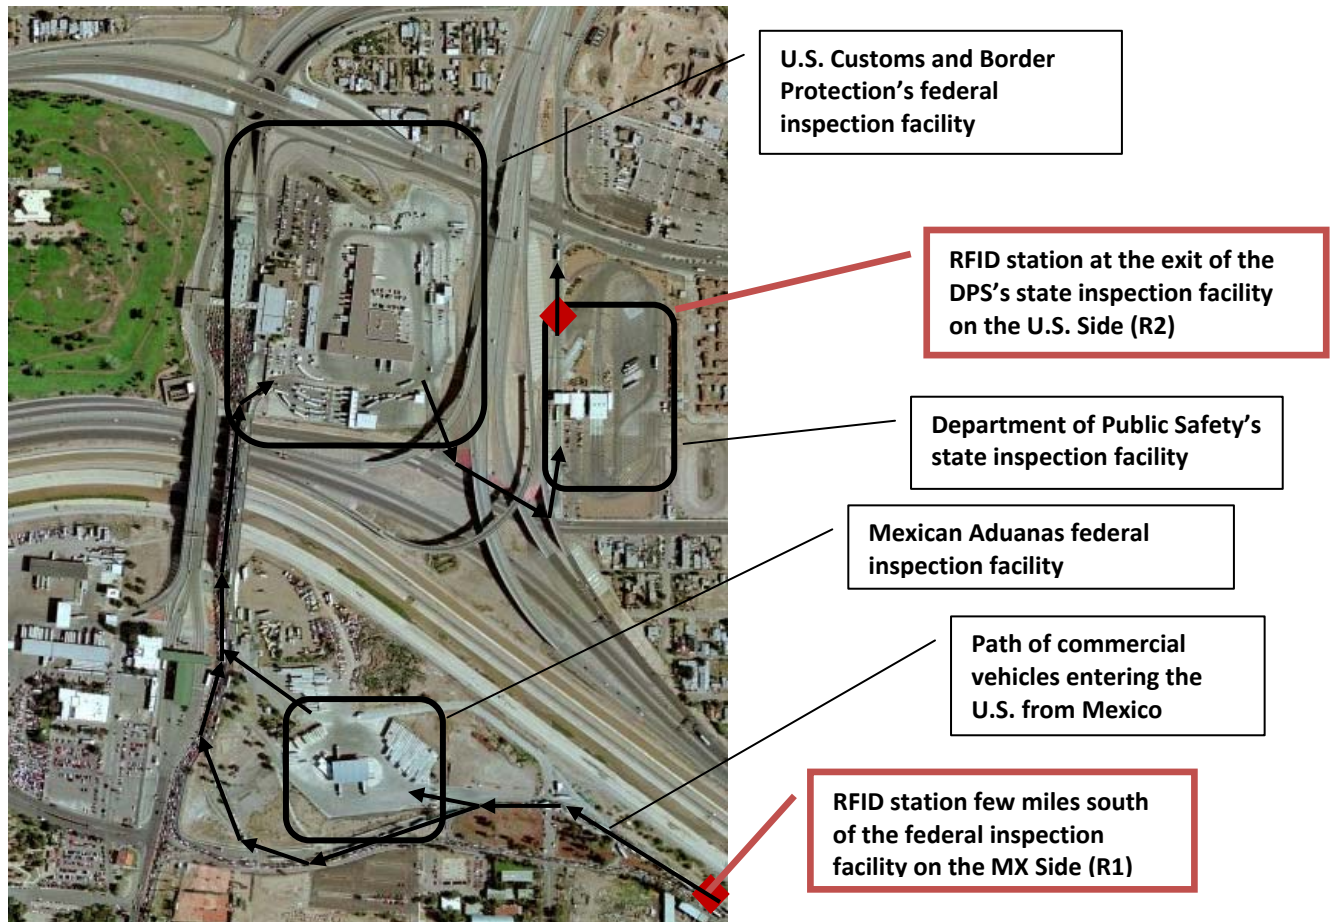 U.S. Customs and Border
Protection’s federal
inspection facility
RFID station at the exit of the
DPS’s state inspection facility
on the U.S. Side (R2)
Department of Public Safety’s
state inspection facility
Mexican Aduanas federal
inspection facility
Path of commercial
vehicles entering the
U.S. from Mexico
RFID station few miles south
of the federal inspection
facility on the MX Side (R1)